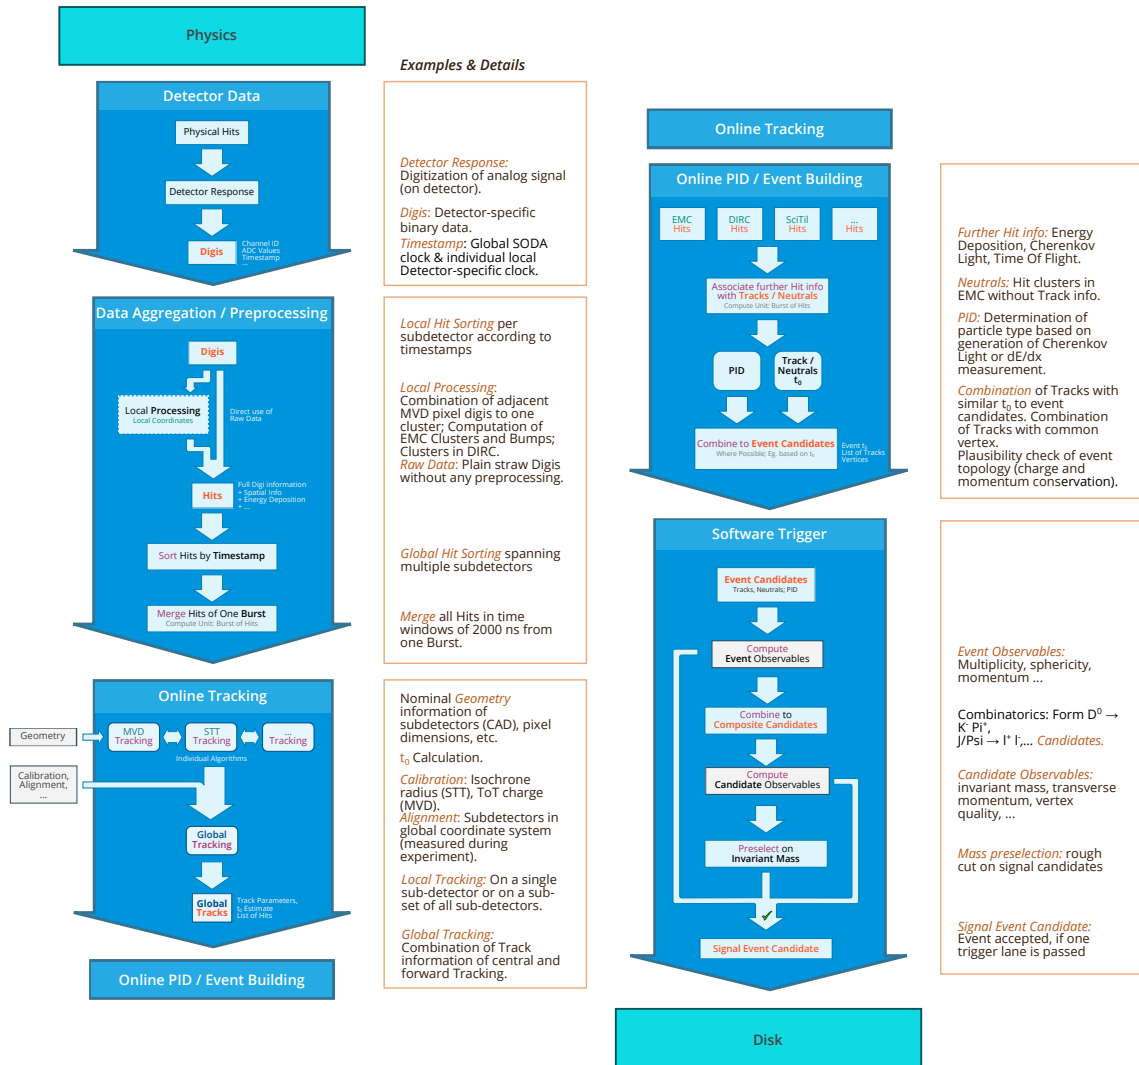 Physics
Examples & Details
Detector Data
Physical Hits
Detector Response
Digis
Channel ID
ADC Values
Timestamp
...
Detector Response:
Digitization of analog signal
(on detector).
Digis: Detector-specific
binary data.
Timestamp: Global SODA
clock & individual local
Detector-specific clock.
Data Aggregation / Preprocessing
Digis
Local Processing
Local Coordinates
Direct use of
Raw Data
Hits
Full Digi information
+ Spatial Info
+ Energy Deposition
+ ...
Sort Hits by Timestamp
Merge Hits of One Burst
Compute Unit: Burst of Hits
Local Hit Sorting per
subdetector according to
timestamps
Local Processing:
Combination of adjacent
MVD pixel digis to one
cluster; Computation of
EMC Clusters and Bumps;
Clusters in DIRC.
Raw Data: Plain straw Digis
without any preprocessing.
Global Hit Sorting spanning
multiple subdetectors
Merge all Hits in time
windows of 2000 ns from
one Burst.
Online Tracking
Geometry
MVD
Tracking
STT
Tracking
...
Tracking
Individual Algorithms
Calibration,
Alignment,
...
Global
Tracking
Global
Tracks
Track Parameters,
t₀ Estimate
List of Hits
Nominal Geometry
information of
subdetectors (CAD), pixel
dimensions, etc.
t₀ Calculation.
Calibration: Isochrone
radius (STT), ToT charge
(MVD).
Alignment: Subdetectors in
global coordinate system
(measured during
experiment).
Local Tracking: On a single
sub-detector or on a sub-
set of all sub-detectors.
Global Tracking:
Combination of Track
information of central and
forward Tracking.
Online PID / Event Building
Online Tracking
Online PID / Event Building
EMC
Hits
DIRC
Hits
SciTil
Hits
...
Hits
Associate further Hit info
with Tracks / Neutrals
Compute Unit: Burst of Hits
PID
Track /
Neutrals
t₀
Combine to Event Candidates
Where Possible; Eg. based on t₀
Event t₀
List of Tracks
Vertices
Further Hit info: Energy
Deposition, Cherenkov
Light, Time Of Flight.
Neutrals: Hit clusters in
EMC without Track info.
PID: Determination of
particle type based on
generation of Cherenkov
Light or dE/dx
measurement.
Combination of Tracks with
similar t₀ to event
candidates. Combination
of Tracks with common
vertex.
Plausibility check of event
topology (charge and
momentum conservation).
Software Trigger
Event Candidates
Tracks, Neutrals; PID
Compute
Event Observables
Combine to
Composite Candidates
Compute
Candidate Observables
Preselect on
Invariant Mass
✓
Signal Event Candidate
Event Observables:
Multiplicity, sphericity,
momentum ...
Combinatorics: Form D⁰ →
K⁻ Pi⁺,
J/Psi → l⁺ l⁻,... Candidates.
Candidate Observables:
invariant mass, transverse
momentum, vertex
quality, ...
Mass preselection: rough
cut on signal candidates
Signal Event Candidate:
Event accepted, if one
trigger lane is passed
Disk